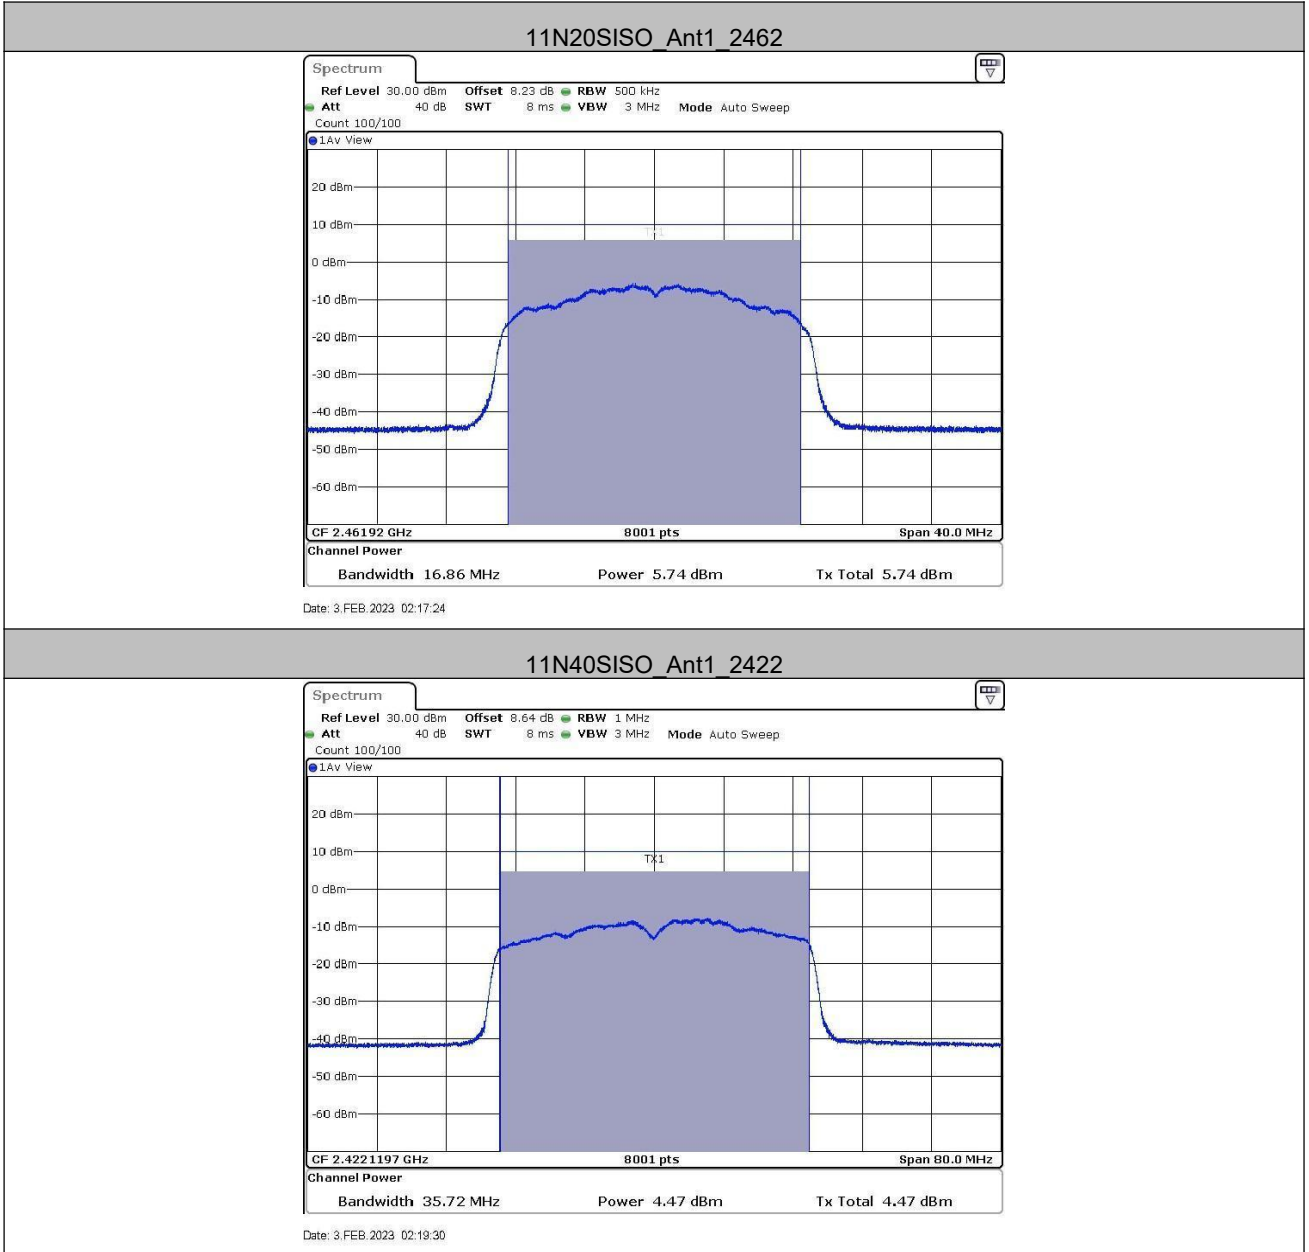 11N20SISO_Ant1_2462
Spectrum
Ref Level 30.00 dBm Offset 8.23 dB RBW 500 kHz
Att 40 dB SWT 8 ms VBW 3 MHz Mode Auto Sweep
Count 100/100
1Av View
20 dBm
10 dBm
TX1
0 dBm
-10 dBm
-20 dBm
-30 dBm
-40 dBm
-50 dBm
-60 dBm
CF 2.46192 GHz 8001 pts Span 40.0 MHz
Channel Power
Bandwidth 16.86 MHz Power 5.74 dBm Tx Total 5.74 dBm
Date: 3.FEB.2023 02:17:24
11N40SISO_Ant1_2422
Spectrum
Ref Level 30.00 dBm Offset 8.64 dB RBW 1 MHz
Att 40 dB SWT 8 ms VBW 3 MHz Mode Auto Sweep
Count 100/100
1Av View
20 dBm
10 dBm
TX1
0 dBm
-10 dBm
-20 dBm
-30 dBm
-40 dBm
-50 dBm
-60 dBm
CF 2.4221197 GHz 8001 pts Span 80.0 MHz
Channel Power
Bandwidth 35.72 MHz Power 4.47 dBm Tx Total 4.47 dBm
Date: 3.FEB.2023 02:19:30